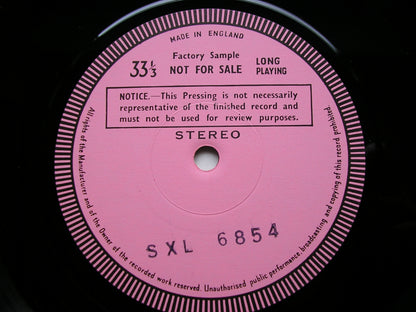 MADE IN ENGLAND
Factory Sample
33⅓ NOT FOR SALE LONG PLAYING
NOTICE.—This Pressing is not necessarily
representative of the finished record and
must not be used for review purposes.
STEREO
SXL 6854
All rights of the Manufacturer and of the Owner of the recorded work reserved. Unauthorised public performance, broadcasting and copying of this record prohibited.